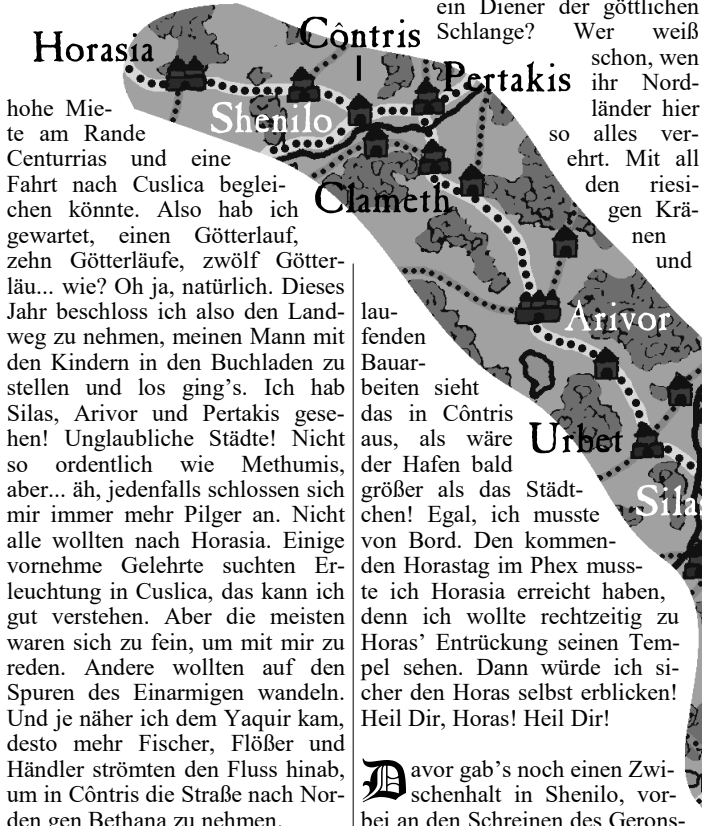 Horasia
Côntris
Pertakis
Shenilo
Clameth
Arivor
Urbet
Silas
hohe Mie-
te am Rande
Centurrias und eine
Fahrt nach Cuslica beglei-
chen könnte. Also hab ich
gewartet, einen Götterlauf,
zehn Götterläufe, zwölf Götter-
läu... wie? Oh ja, natürlich. Dieses
Jahr beschloss ich also den Land-
weg zu nehmen, meinen Mann mit
den Kindern in den Buchladen zu
stellen und los ging's. Ich hab
Silas, Arivor und Pertakis gese-
hen! Unglaubliche Städte! Nicht
so ordentlich wie Methumis,
aber... äh, jedenfalls schlossen sich
mir immer mehr Pilger an. Nicht
alle wollten nach Horasia. Einige
vornehme Gelehrte suchten Er-
leuchtung in Cuslica, das kann ich
gut verstehen. Aber die meisten
waren sich zu fein, um mit mir zu
reden. Andere wollten auf den
Spuren des Einarmigen wandeln.
Und je näher ich dem Yaquir kam,
desto mehr Fischer, Flößer und
Händler strömten den Fluss hinab,
um in Côntris die Straße nach Nor-
den gen Bethana zu nehmen.
ein Diener der göttlichen
Schlange? Wer weiß
schon, wen
ihr Nord-
länder hier
so alles ver-
ehrt. Mit all
den riesi-
gen Krä-
nen
und
lau-
fenden
Bauar-
beiten sieht
das in Côntris
aus, als wäre
der Hafen bald
größer als das Städt-
chen! Egal, ich musste
von Bord. Den kommen-
den Horastag im Phex muss-
te ich Horasia erreicht haben,
denn ich wollte rechtzeitig zu
Horas' Entrückung seinen Tem-
pel sehen. Dann würde ich si-
cher den Horas selbst erblicken!
Heil Dir, Horas! Heil Dir!
Davor gab's noch einen Zwi-
schenhalt in Shenilo, vor-
bei an den Schreinen des Gerons-